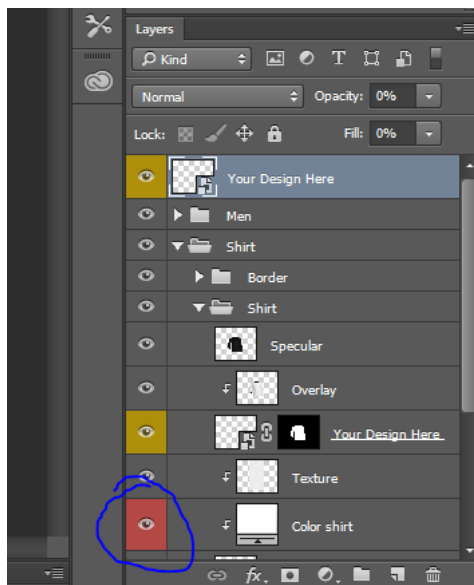 Layers
Kind
T
Normal Opacity: 0%
Lock: Fill: 0%
Your Design Here
Men
Shirt
Border
Shirt
Specular
Overlay
Your Design Here
Texture
Color shirt
fx.